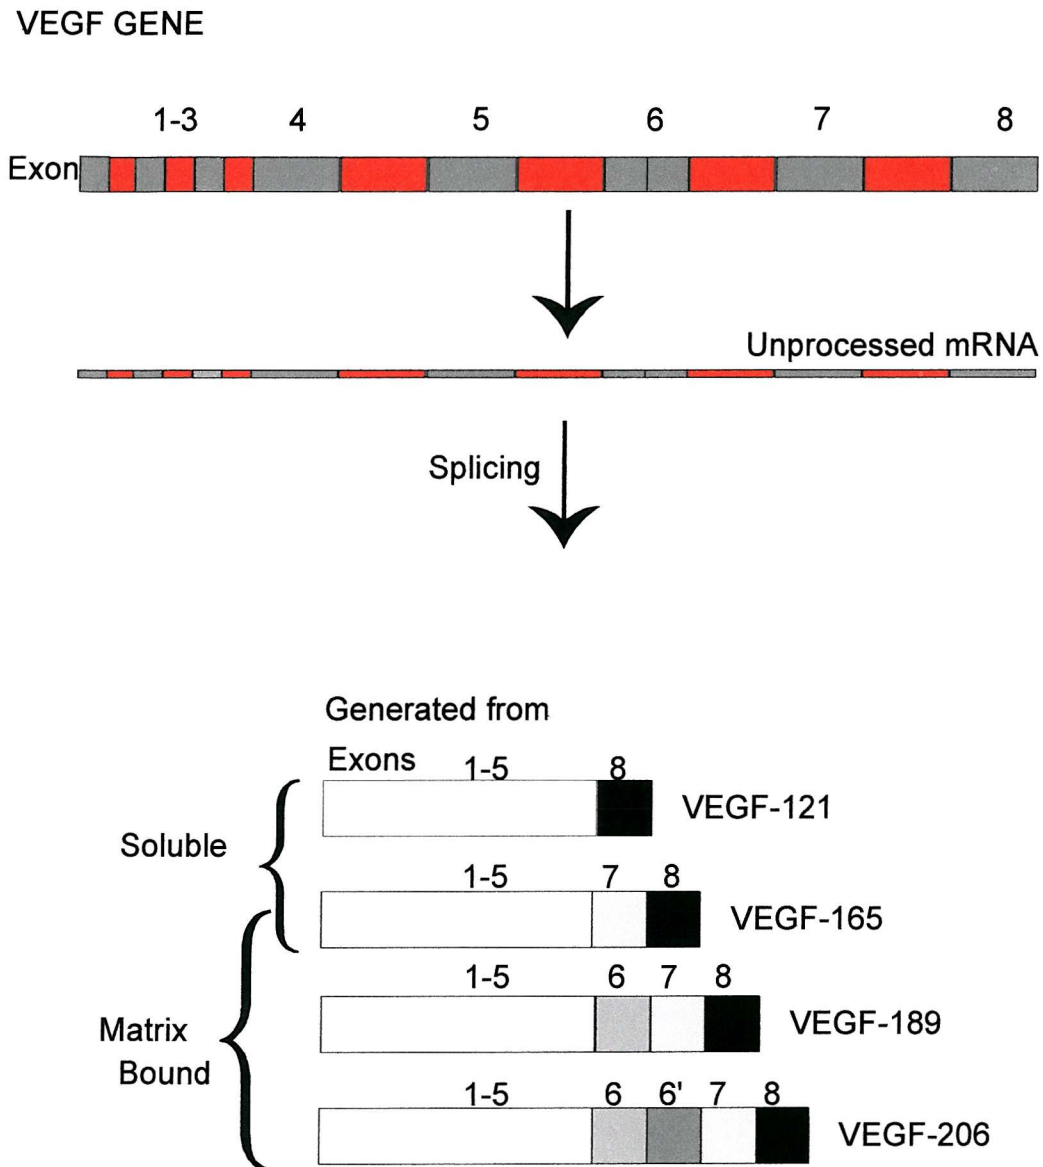 VEGF GENE
1-3 4 5 6 7 8
Exon
Unprocessed mRNA
Splicing
Generated from
Exons 1-5 8
VEGF-121
Soluble
1-5 7 8
VEGF-165
1-5 6 7 8
VEGF-189
Matrix
Bound
1-5 6 6' 7 8
VEGF-206